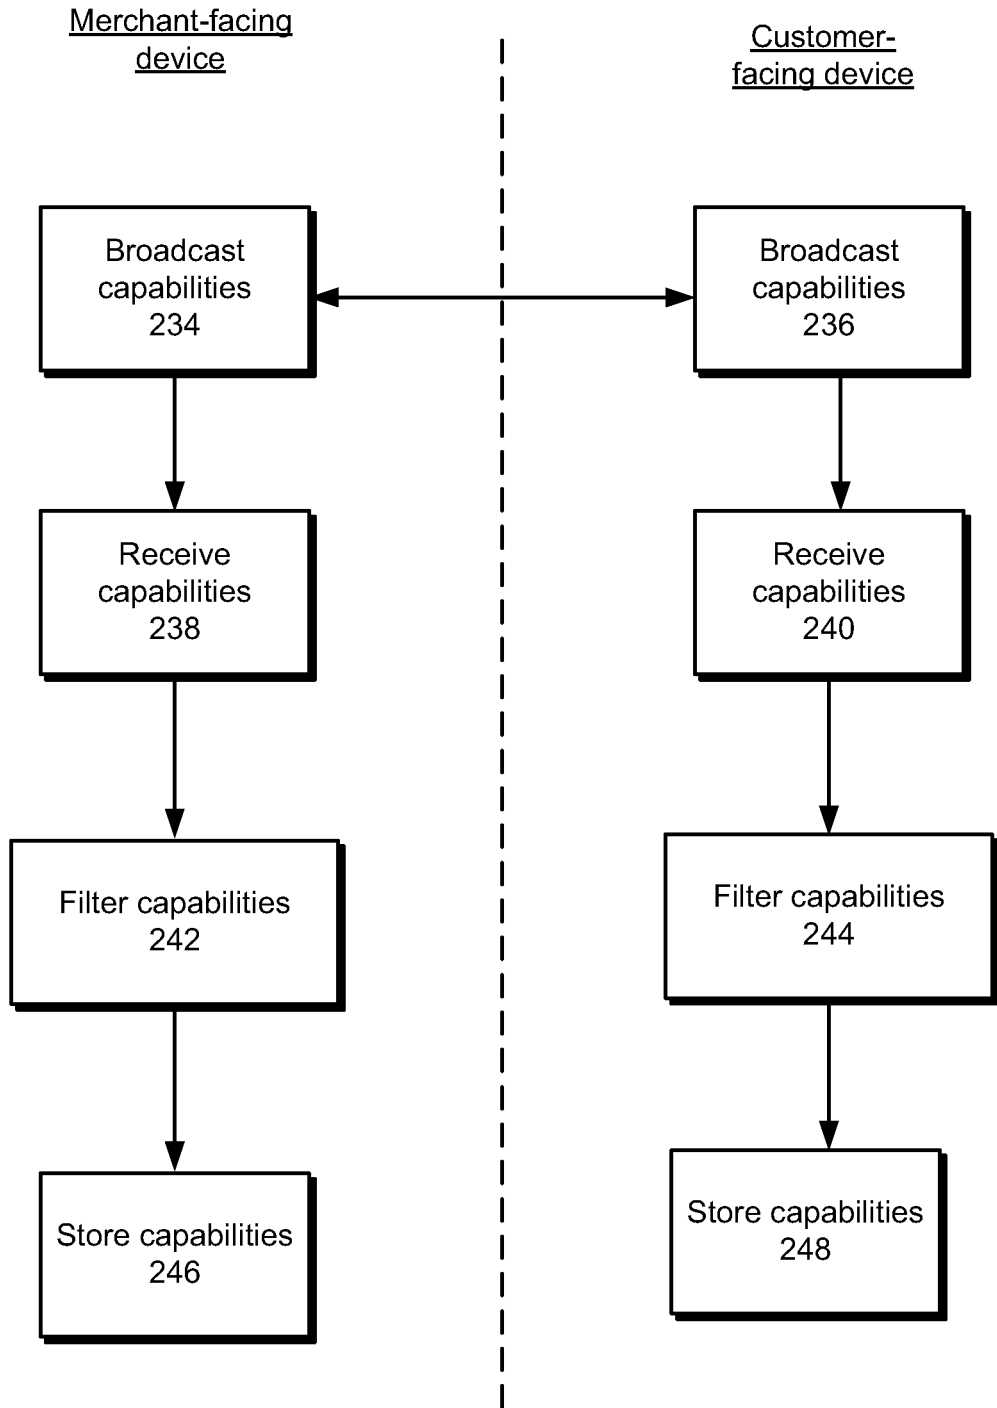 Merchant-facing
device
Customer-
facing device
Broadcast
capabilities
234
Broadcast
capabilities
236
Receive
capabilities
238
Receive
capabilities
240
Filter capabilities
242
Filter capabilities
244
Store capabilities
246
Store capabilities
248